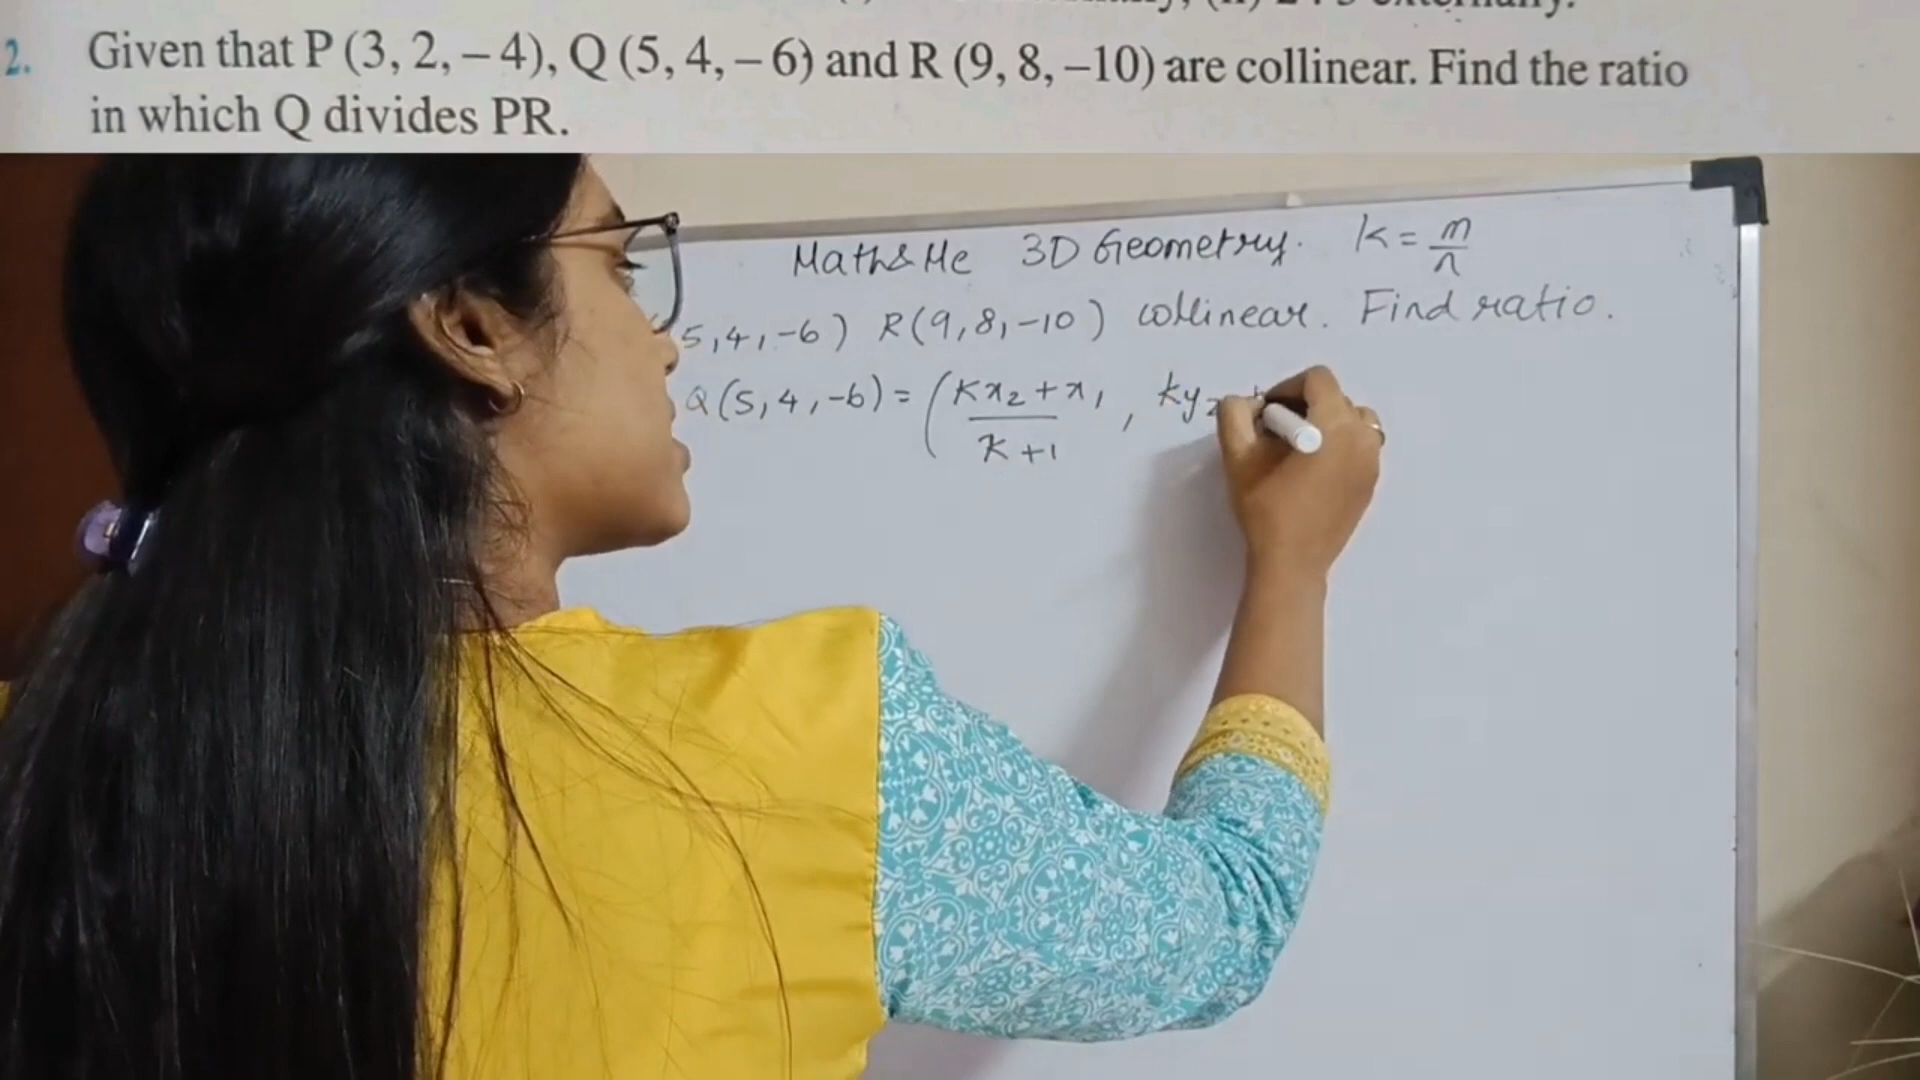 2. Given that P (3, 2, – 4), Q (5, 4, – 6) and R (9, 8, –10) are collinear. Find the ratio
in which Q divides PR.
Math&Me 3D Geometry. k = m/n
5,4,-6) R(9,8,-10) collinear. Find ratio.
Q(5,4,-6) = (kx₂+x₁/k+1, ky₂